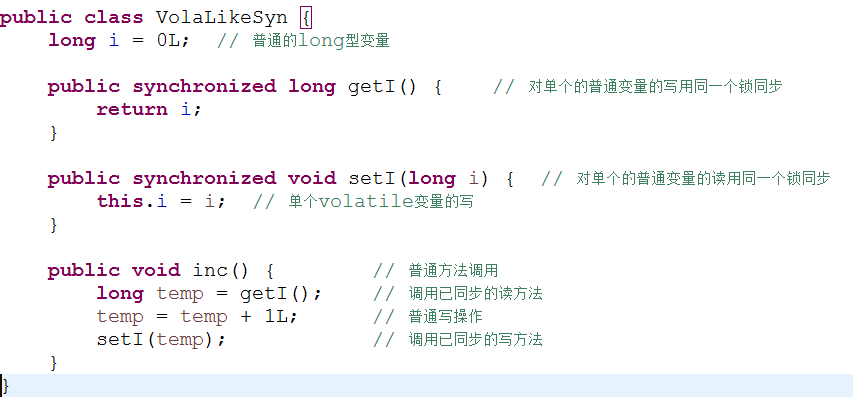 public class VolaLikeSyn {
    long i = 0L;  // 普通的long型变量
    public synchronized long getI() {    // 对单个的普通变量的写用同一个锁同步
        return i;
    }
    public synchronized void setI(long i) {  // 对单个的普通变量的读用同一个锁同步
        this.i = i;  // 单个volatile变量的写
    }
    public void inc() {        // 普通方法调用
        long temp = getI();    // 调用已同步的读方法
        temp = temp + 1L;      // 普通写操作
        setI(temp);            // 调用已同步的写方法
    }
}